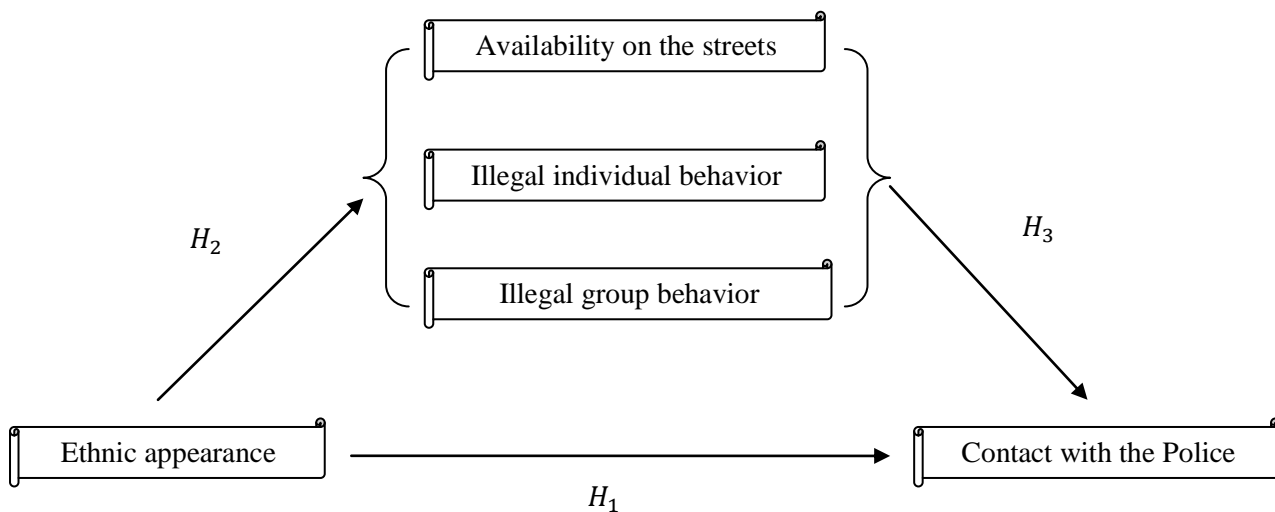 Availability on the streets
Illegal individual behavior
H₂
H₃
Illegal group behavior
Ethnic appearance
Contact with the Police
H₁